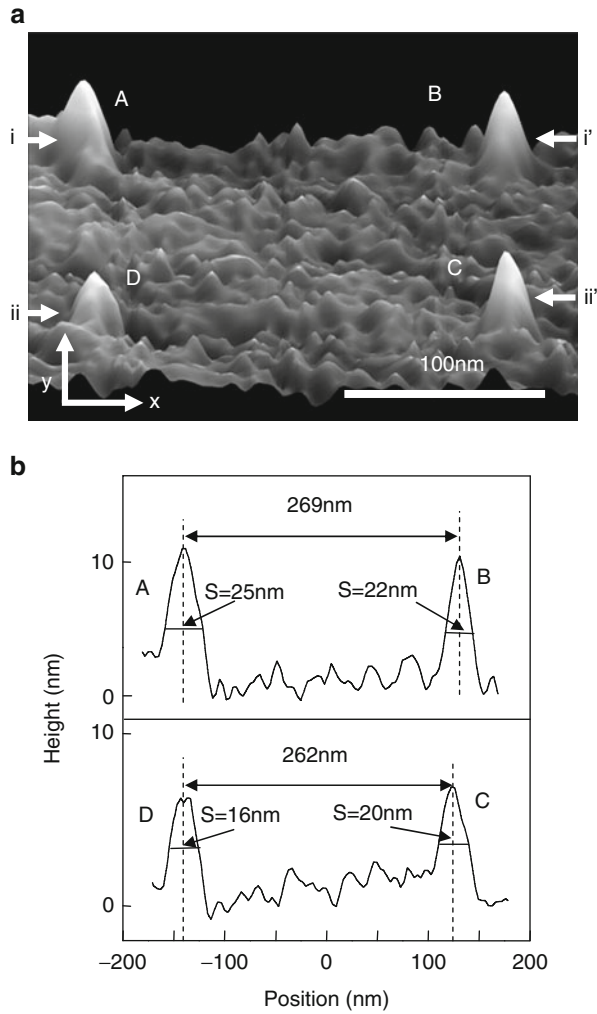 a
A
B
i
i'
D
C
ii
ii'
100nm
y
x
b
269nm
10
A
B
S=25nm
S=22nm
0
10
262nm
D
C
S=16nm
S=20nm
0
Height (nm)
−200
−100
0
100
200
Position (nm)